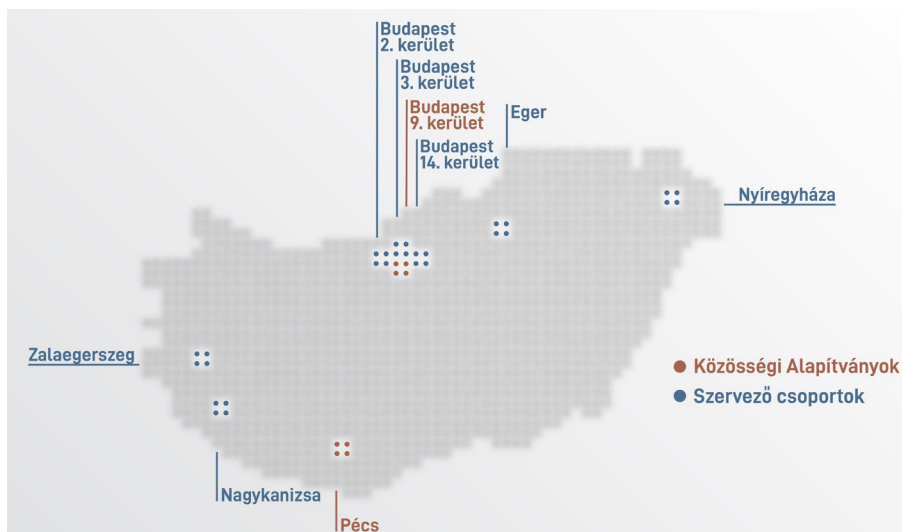 Budapest
2. kerület
Budapest
3. kerület
Budapest
9. kerület
Budapest
14. kerület
Eger
Nyíregyháza
Zalaegerszeg
Közösségi Alapítványok
Szervező csoportok
Nagykanizsa
Pécs